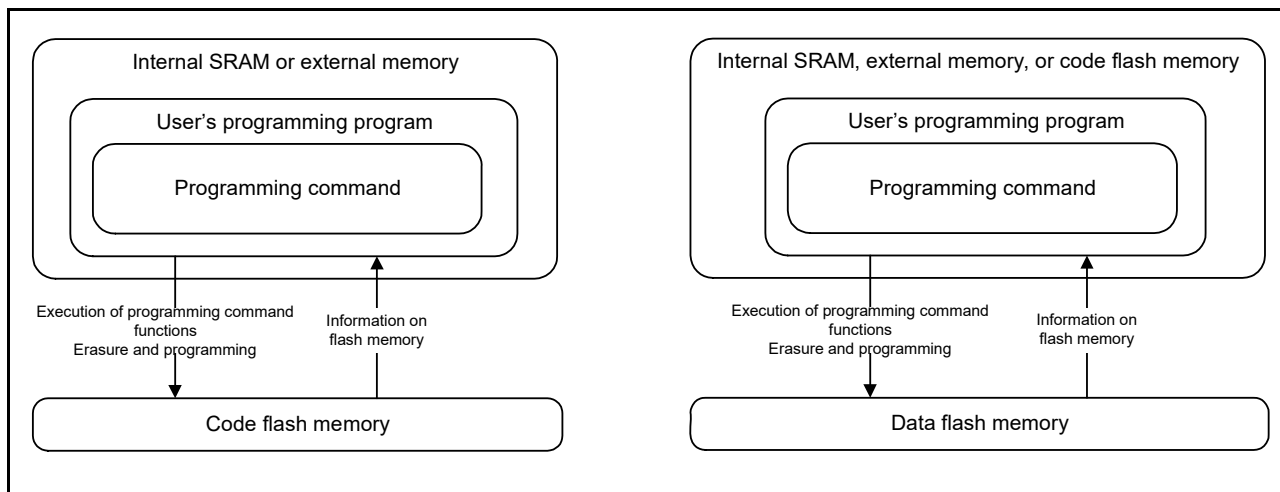 Internal SRAM or external memory
User's programming program
Programming command
Execution of programming command
functions
Erasure and programming
Information on
flash memory
Code flash memory
Internal SRAM, external memory, or code flash memory
User's programming program
Programming command
Execution of programming command
functions
Erasure and programming
Information on
flash memory
Data flash memory